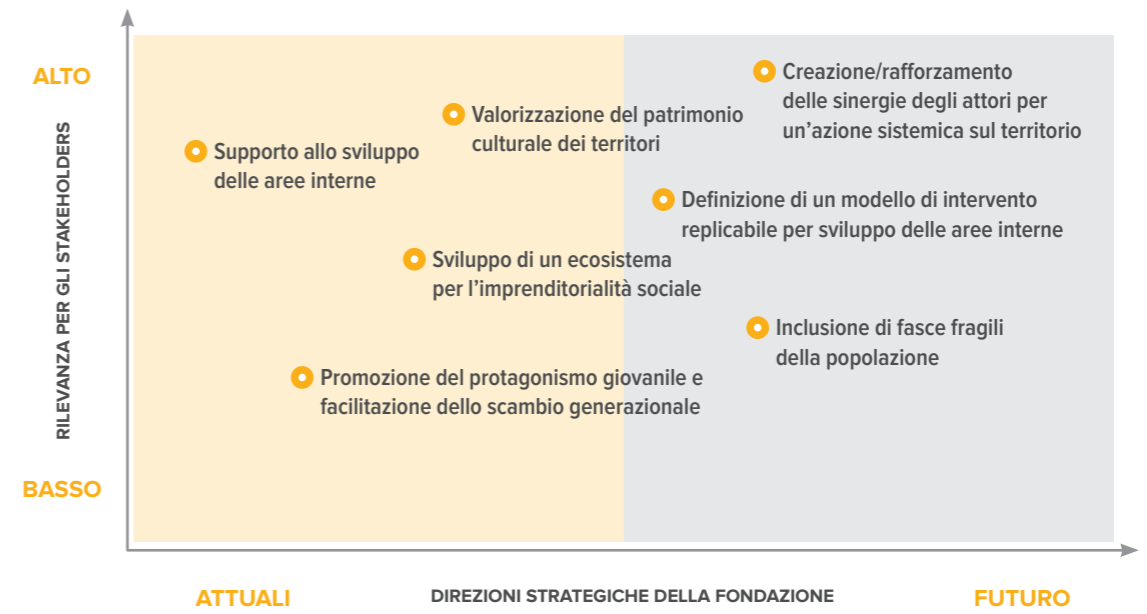 ALTO
RILEVANZA PER GLI STAKEHOLDERS
BASSO
Creazione/rafforzamento
delle sinergie degli attori per
un’azione sistemica sul territorio
Valorizzazione del patrimonio
culturale dei territori
Supporto allo sviluppo
delle aree interne
Definizione di un modello di intervento
replicabile per sviluppo delle aree interne
Sviluppo di un ecosistema
per l’imprenditorialità sociale
Inclusione di fasce fragili
della popolazione
Promozione del protagonismo giovanile e
facilitazione dello scambio generazionale
ATTUALI
DIREZIONI STRATEGICHE DELLA FONDAZIONE
FUTURO